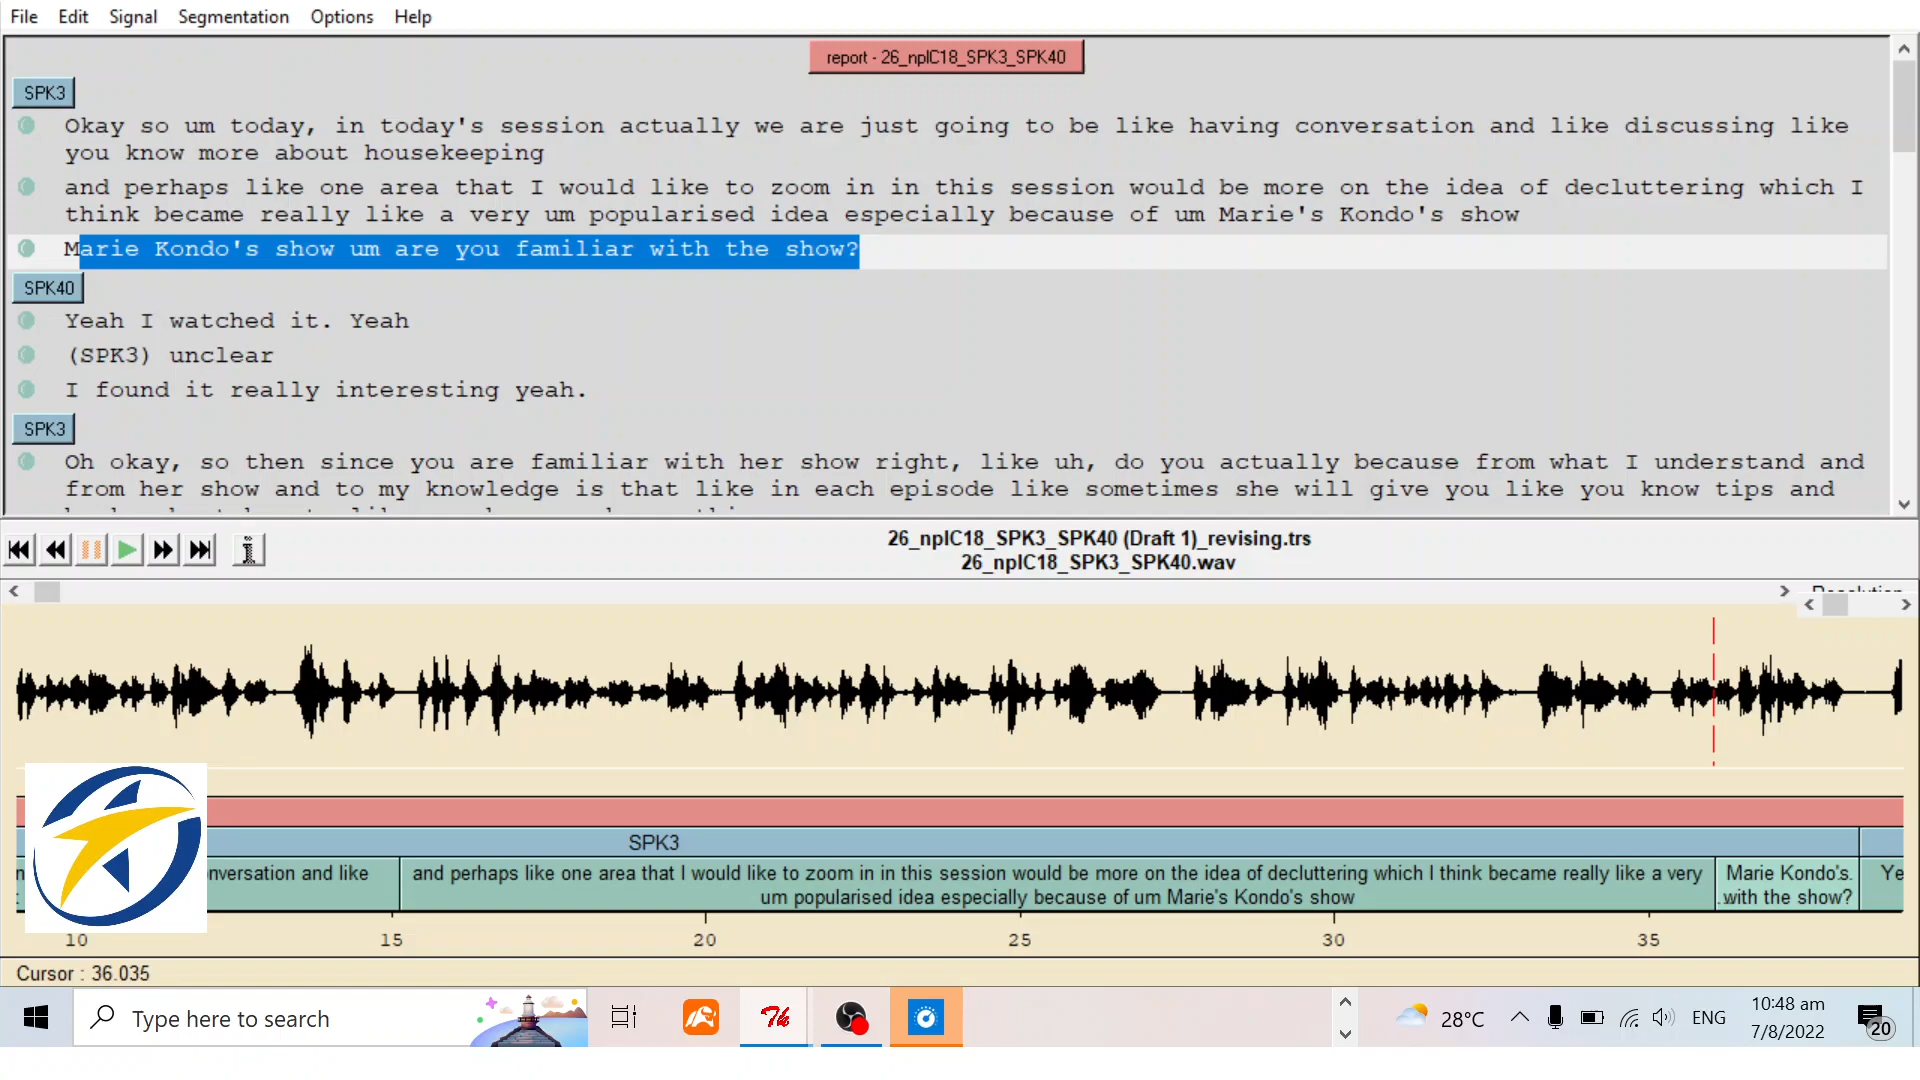 File Edit Signal Segmentation Options Help
report - 26_npIC18_SPK3_SPK40
SPK3
Okay so um today, in today's session actually we are just going to be like having conversation and like discussing like
you know more about housekeeping
and perhaps like one area that I would like to zoom in in this session would be more on the idea of decluttering which I
think became really like a very um popularised idea especially because of um Marie's Kondo's show
Marie Kondo's show um are you familiar with the show?
SPK40
Yeah I watched it. Yeah
(SPK3) unclear
I found it really interesting yeah.
SPK3
Oh okay, so then since you are familiar with her show right, like uh, do you actually because from what I understand and
from her show and to my knowledge is that like in each episode like sometimes she will give you like you know tips and
26_npIC18_SPK3_SPK40 (Draft 1)_revising.trs
26_npIC18_SPK3_SPK40.wav
Resolution
SPK3
nversation and like
and perhaps like one area that I would like to zoom in in this session would be more on the idea of decluttering which I think became really like a very
um popularised idea especially because of um Marie's Kondo's show
Marie Kondo's.
.with the show?
Ye
10 15 20 25 30 35
Cursor : 36.035
Type here to search
28°C
ENG
10:48 am
7/8/2022
20